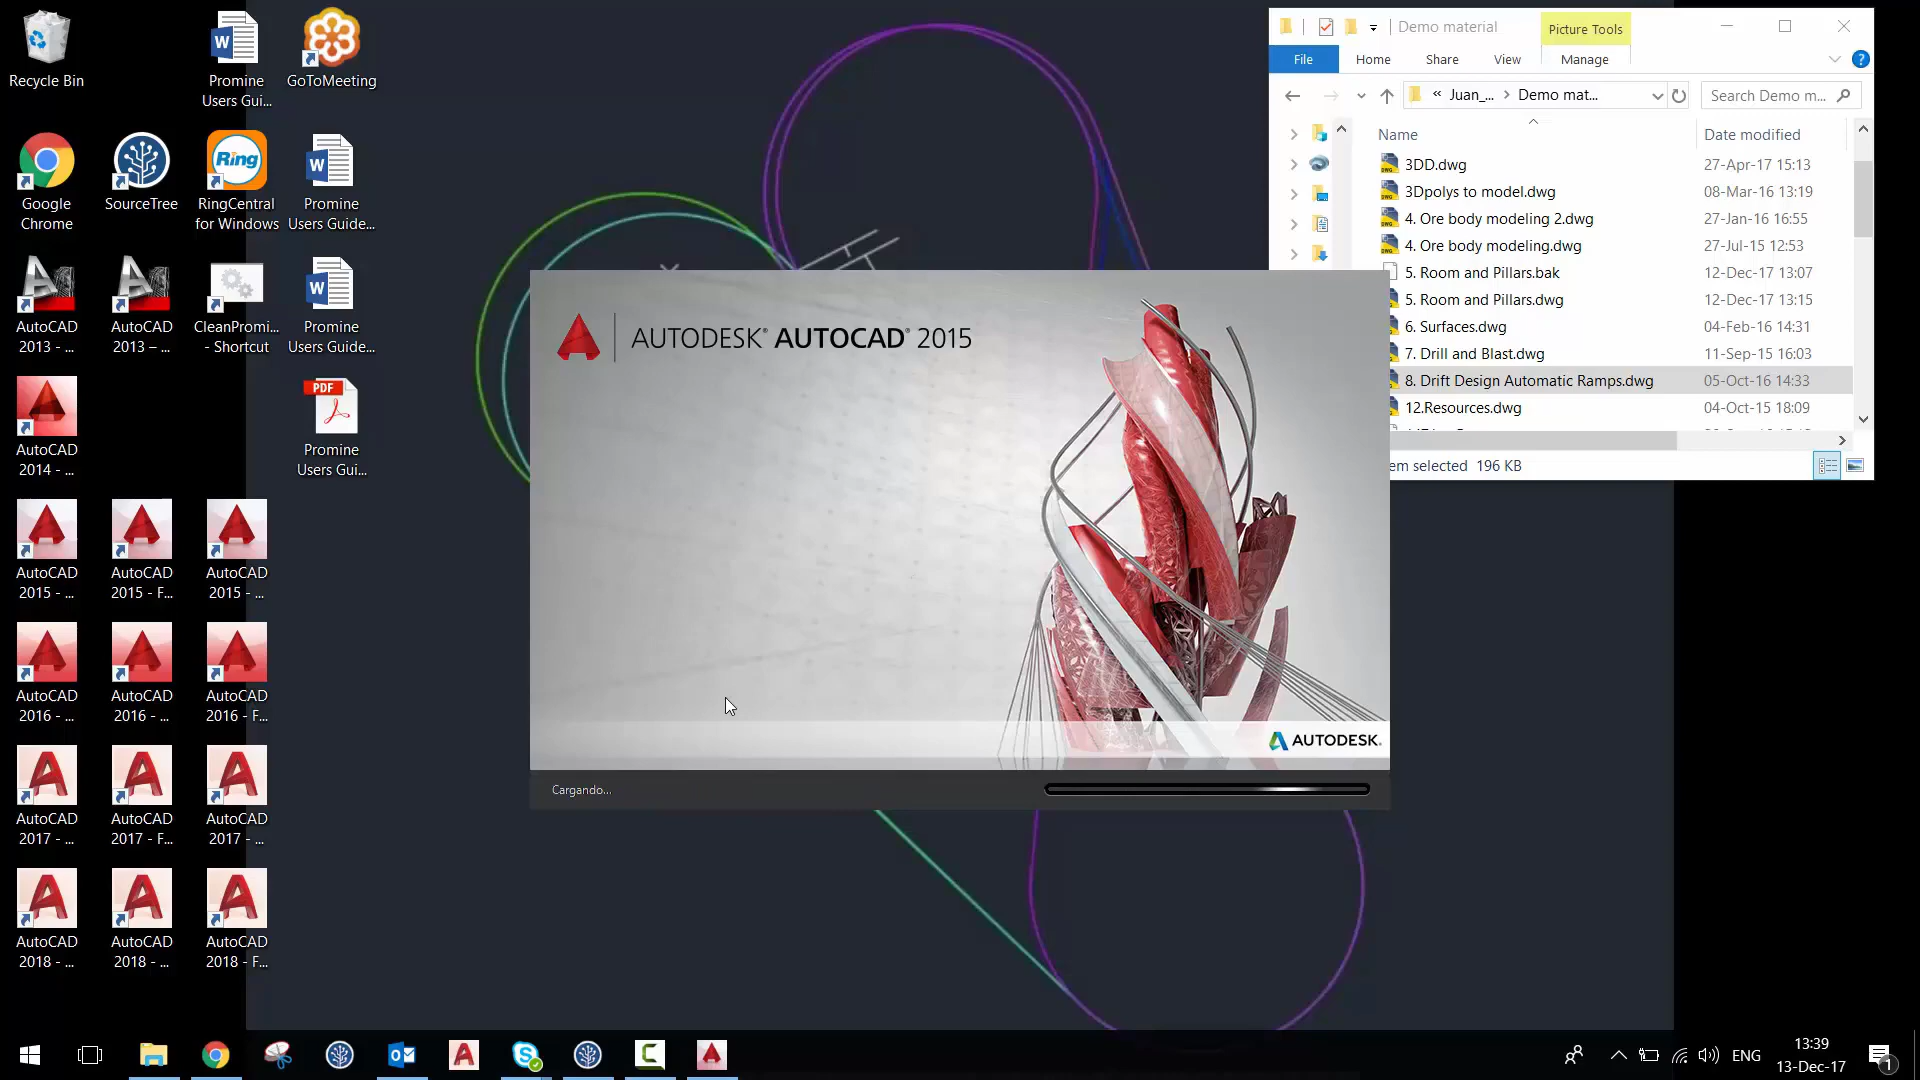 Recycle Bin
Promine
Users Gui...
GoToMeeting
Google
Chrome
SourceTree
Ring
RingCentral
for Windows
Promine
Users Guide...
AutoCAD
2013 - ...
AutoCAD
2013 – ...
CleanPromi...
- Shortcut
Promine
Users Guide...
AutoCAD
2014 - ...
PDF
Promine
Users Gui...
AutoCAD
2015 - ...
AutoCAD
2015 - F...
AutoCAD
2015 - ...
AutoCAD
2016 - ...
AutoCAD
2016 - ...
AutoCAD
2016 - F...
AutoCAD
2017 - ...
AutoCAD
2017 - F...
AutoCAD
2017 - ...
AutoCAD
2018 - ...
AutoCAD
2018 - ...
AutoCAD
2018 - F...
AUTODESK® AUTOCAD® 2015
AUTODESK.
Cargando...
Demo material
Picture Tools
File Home Share View Manage
« Juan_... > Demo mat...
Search Demo m...
Name Date modified
3DD.dwg 27-Apr-17 15:13
3Dpolys to model.dwg 08-Mar-16 13:19
4. Ore body modeling 2.dwg 27-Jan-16 16:55
4. Ore body modeling.dwg 27-Jul-15 12:53
5. Room and Pillars.bak 12-Dec-17 13:07
5. Room and Pillars.dwg 12-Dec-17 13:15
6. Surfaces.dwg 04-Feb-16 14:31
7. Drill and Blast.dwg 11-Sep-15 16:03
8. Drift Design Automatic Ramps.dwg 05-Oct-16 14:33
12.Resources.dwg 04-Oct-15 18:09
em selected 196 KB
ENG
13:39
13-Dec-17
1